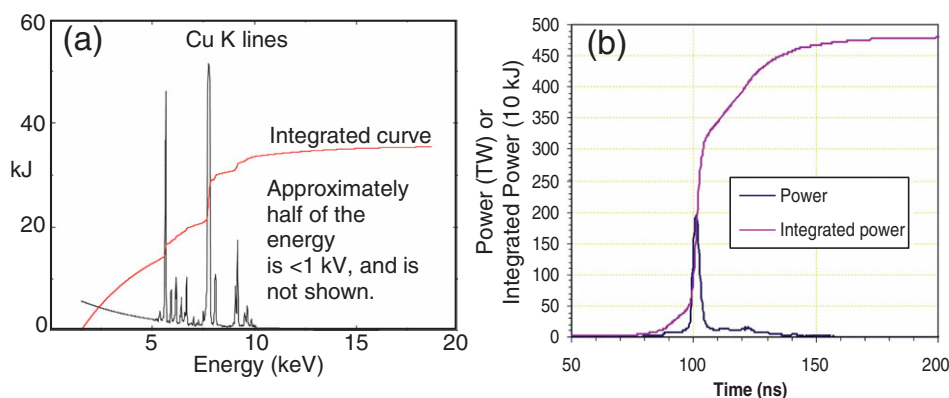 (a)
Cu K lines
60
40
20
0
kJ
Integrated curve
Approximately
half of the
energy
is <1 kV, and is
not shown.
5
10
15
20
Energy (keV)
(b)
500
450
400
350
300
250
200
150
100
50
0
Power (TW) or
Integrated Power (10 kJ)
Power
Integrated power
50
100
150
200
Time (ns)